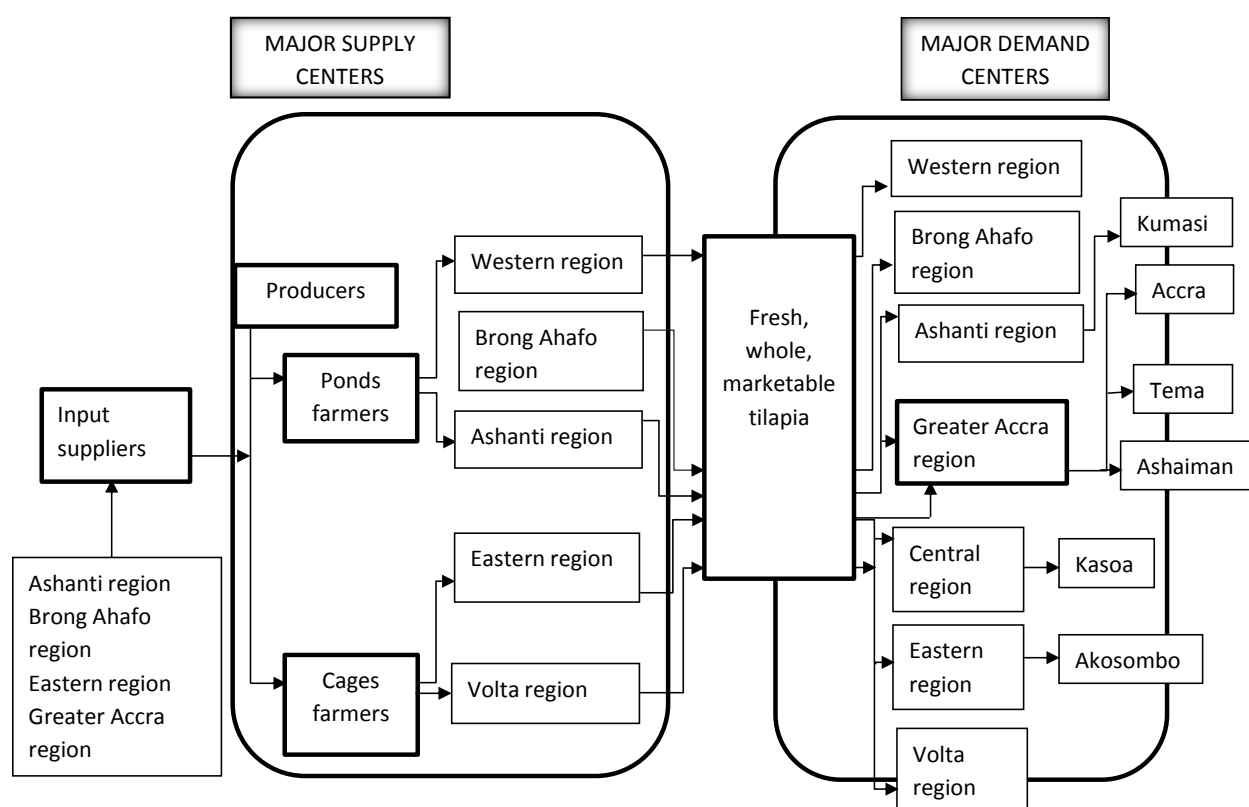 MAJOR SUPPLY
CENTERS
MAJOR DEMAND
CENTERS
Input
suppliers
Ashanti region
Brong Ahafo
region
Eastern region
Greater Accra
region
Producers
Ponds
farmers
Cages
farmers
Western region
Brong Ahafo
region
Ashanti region
Eastern region
Volta region
Fresh,
whole,
marketable
tilapia
Western region
Brong Ahafo
region
Ashanti region
Greater Accra
region
Central
region
Eastern
region
Volta
region
Kumasi
Accra
Tema
Ashaiman
Kasoa
Akosombo